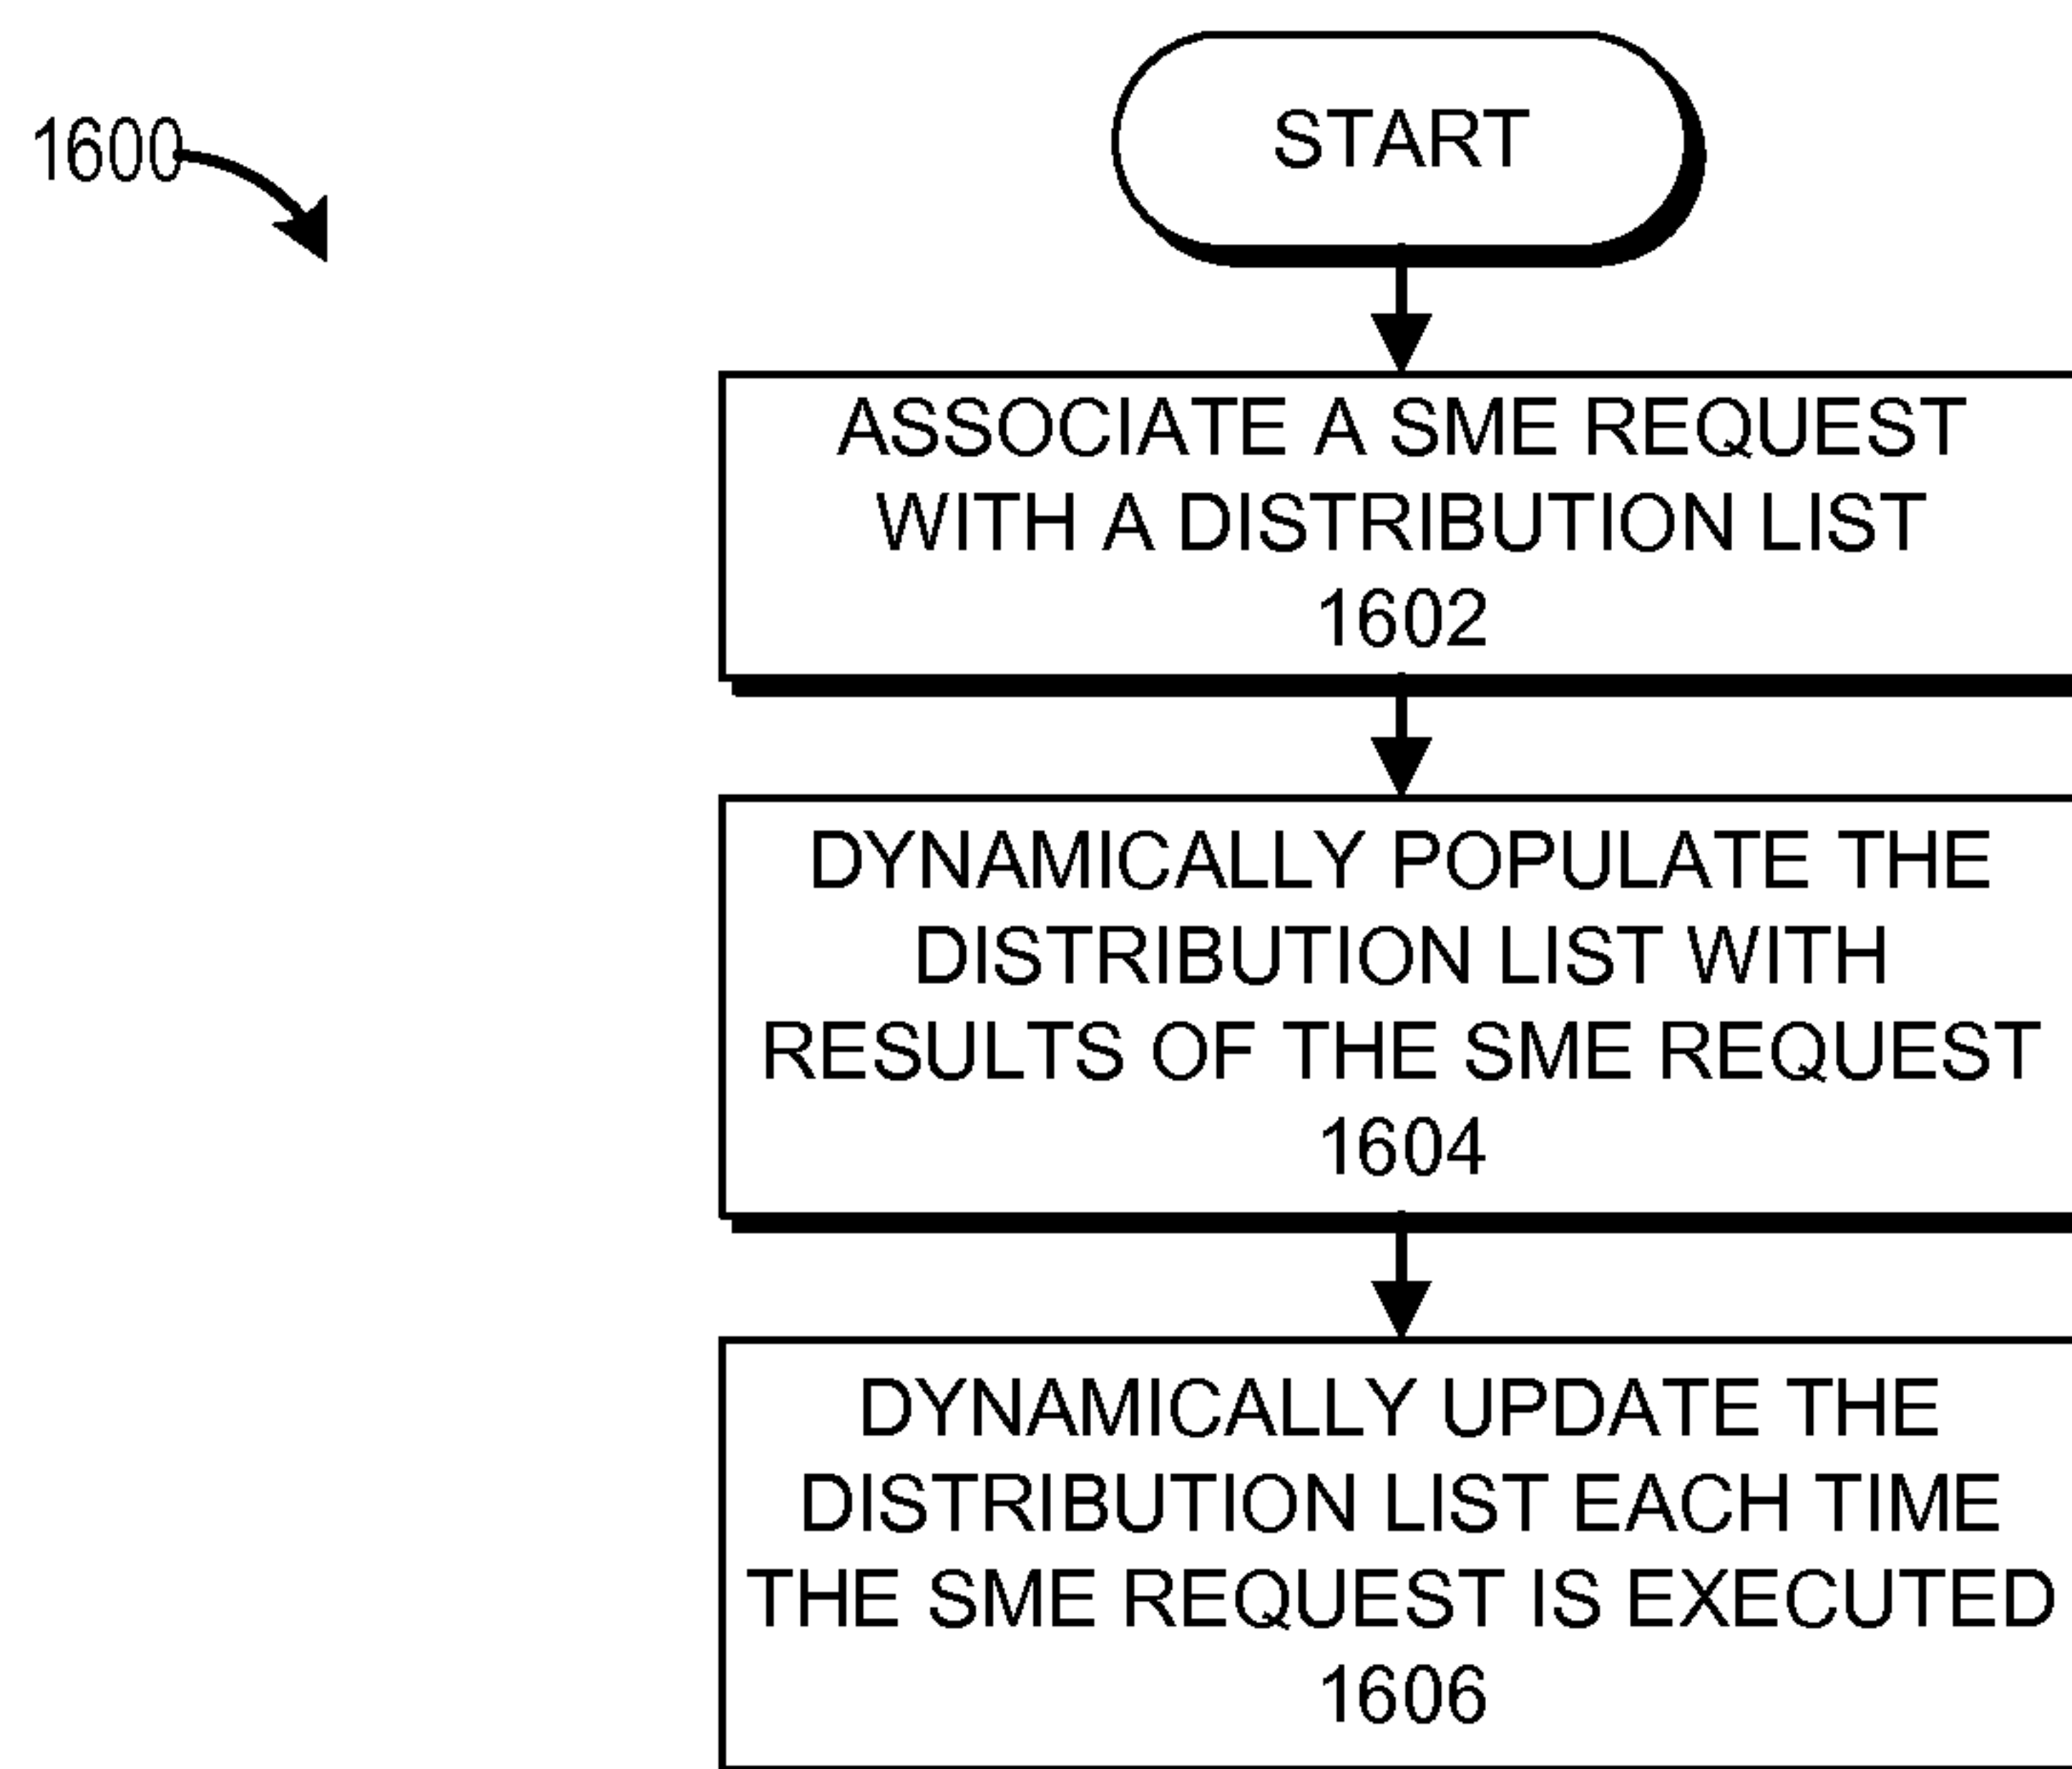 1600
START
ASSOCIATE A SME REQUEST
WITH A DISTRIBUTION LIST
1602
DYNAMICALLY POPULATE THE
DISTRIBUTION LIST WITH
RESULTS OF THE SME REQUEST
1604
DYNAMICALLY UPDATE THE
DISTRIBUTION LIST EACH TIME
THE SME REQUEST IS EXECUTED
1606